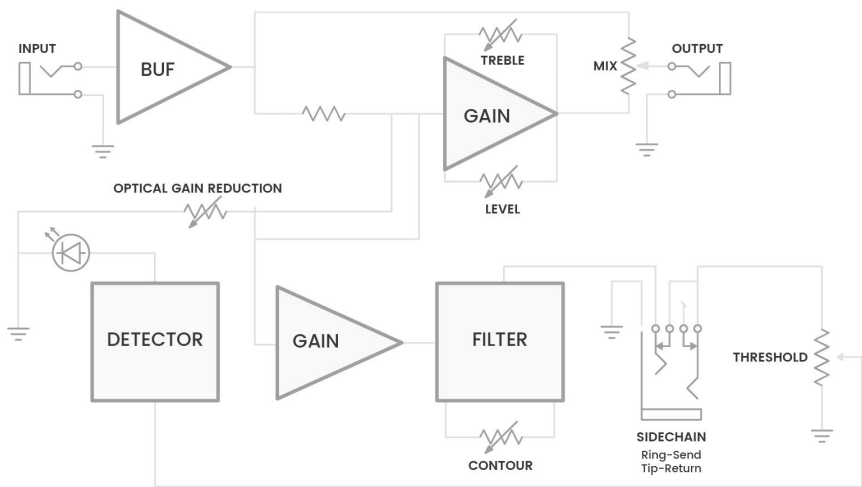 INPUT
BUF
TREBLE
MIX
OUTPUT
GAIN
OPTICAL GAIN REDUCTION
LEVEL
DETECTOR
GAIN
FILTER
THRESHOLD
SIDECHAIN
Ring-Send
Tip-Return
CONTOUR